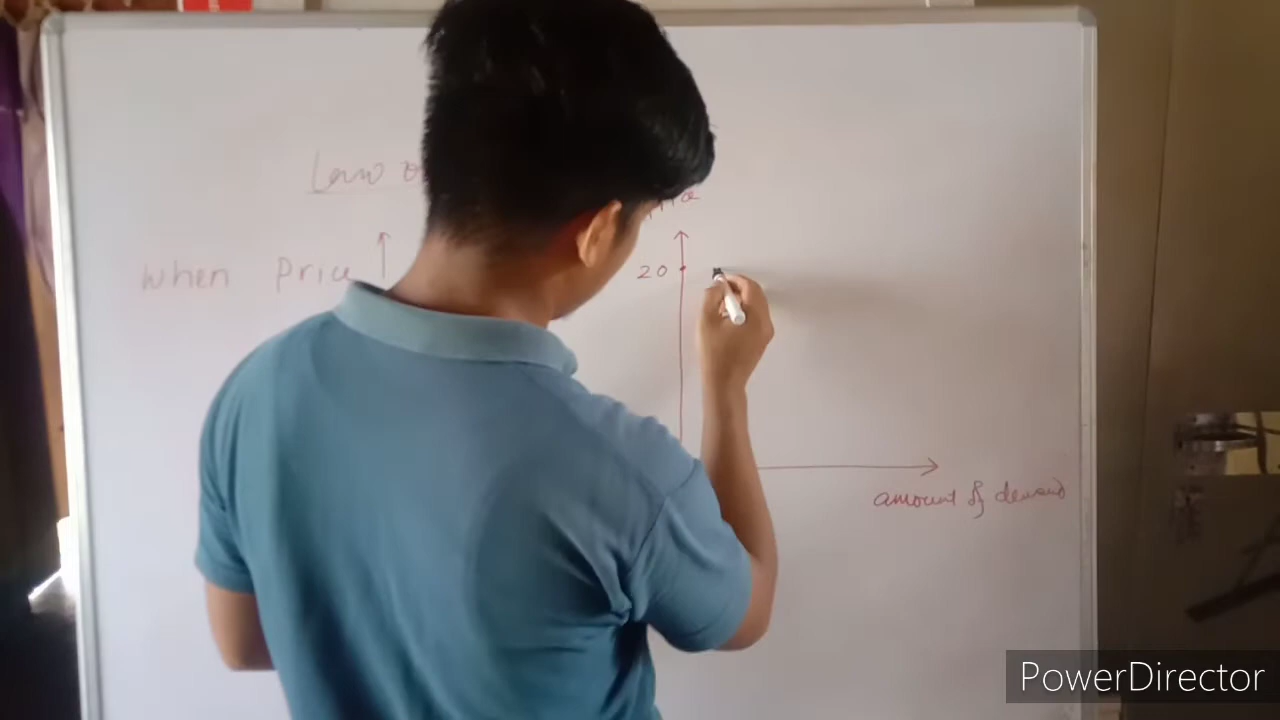 Law
When Price ↑
20
amount of demand
PowerDirector